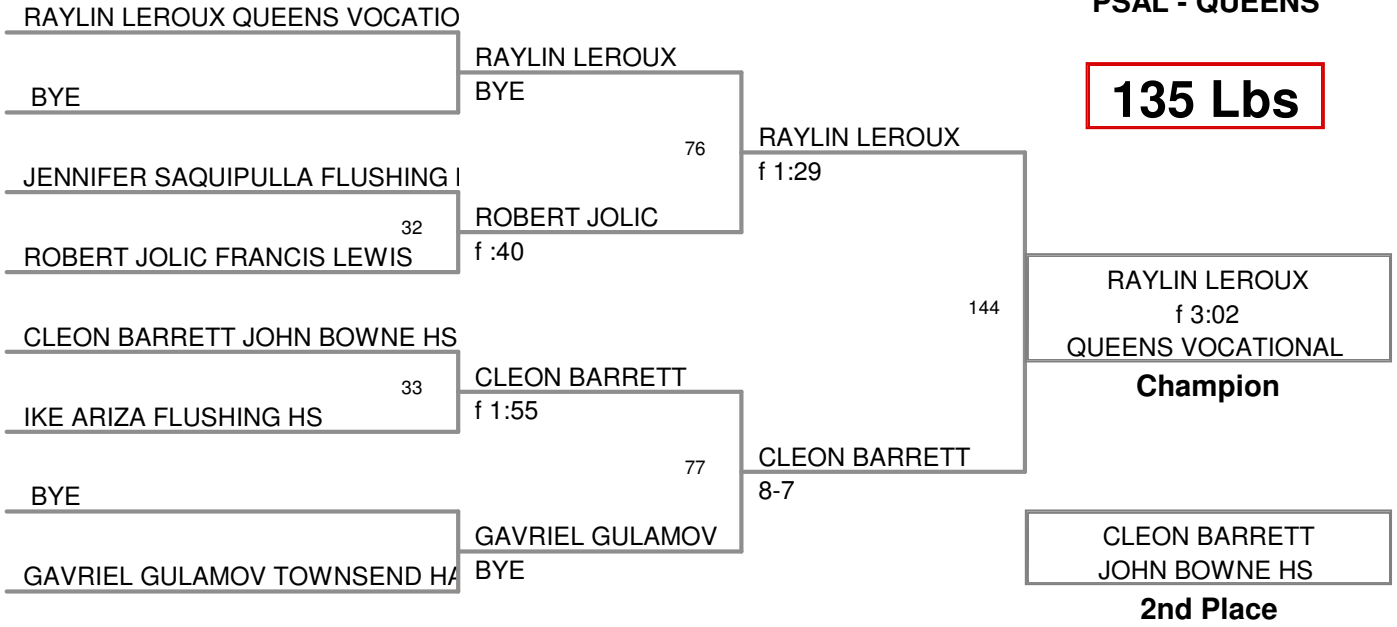 PSAL - QUEENS
135 Lbs
RAYLIN LEROUX QUEENS VOCATIO
BYE
JENNIFER SAQUIPULLA FLUSHING
32
ROBERT JOLIC FRANCIS LEWIS
CLEON BARRETT JOHN BOWNE HS
33
IKE ARIZA FLUSHING HS
BYE
GAVRIEL GULAMOV TOWNSEND HA
RAYLIN LEROUX
BYE
76
ROBERT JOLIC
f :40
CLEON BARRETT
f 1:55
77
GAVRIEL GULAMOV
BYE
RAYLIN LEROUX
f 1:29
144
CLEON BARRETT
8-7
RAYLIN LEROUX
f 3:02
QUEENS VOCATIONAL
Champion
CLEON BARRETT
JOHN BOWNE HS
2nd Place